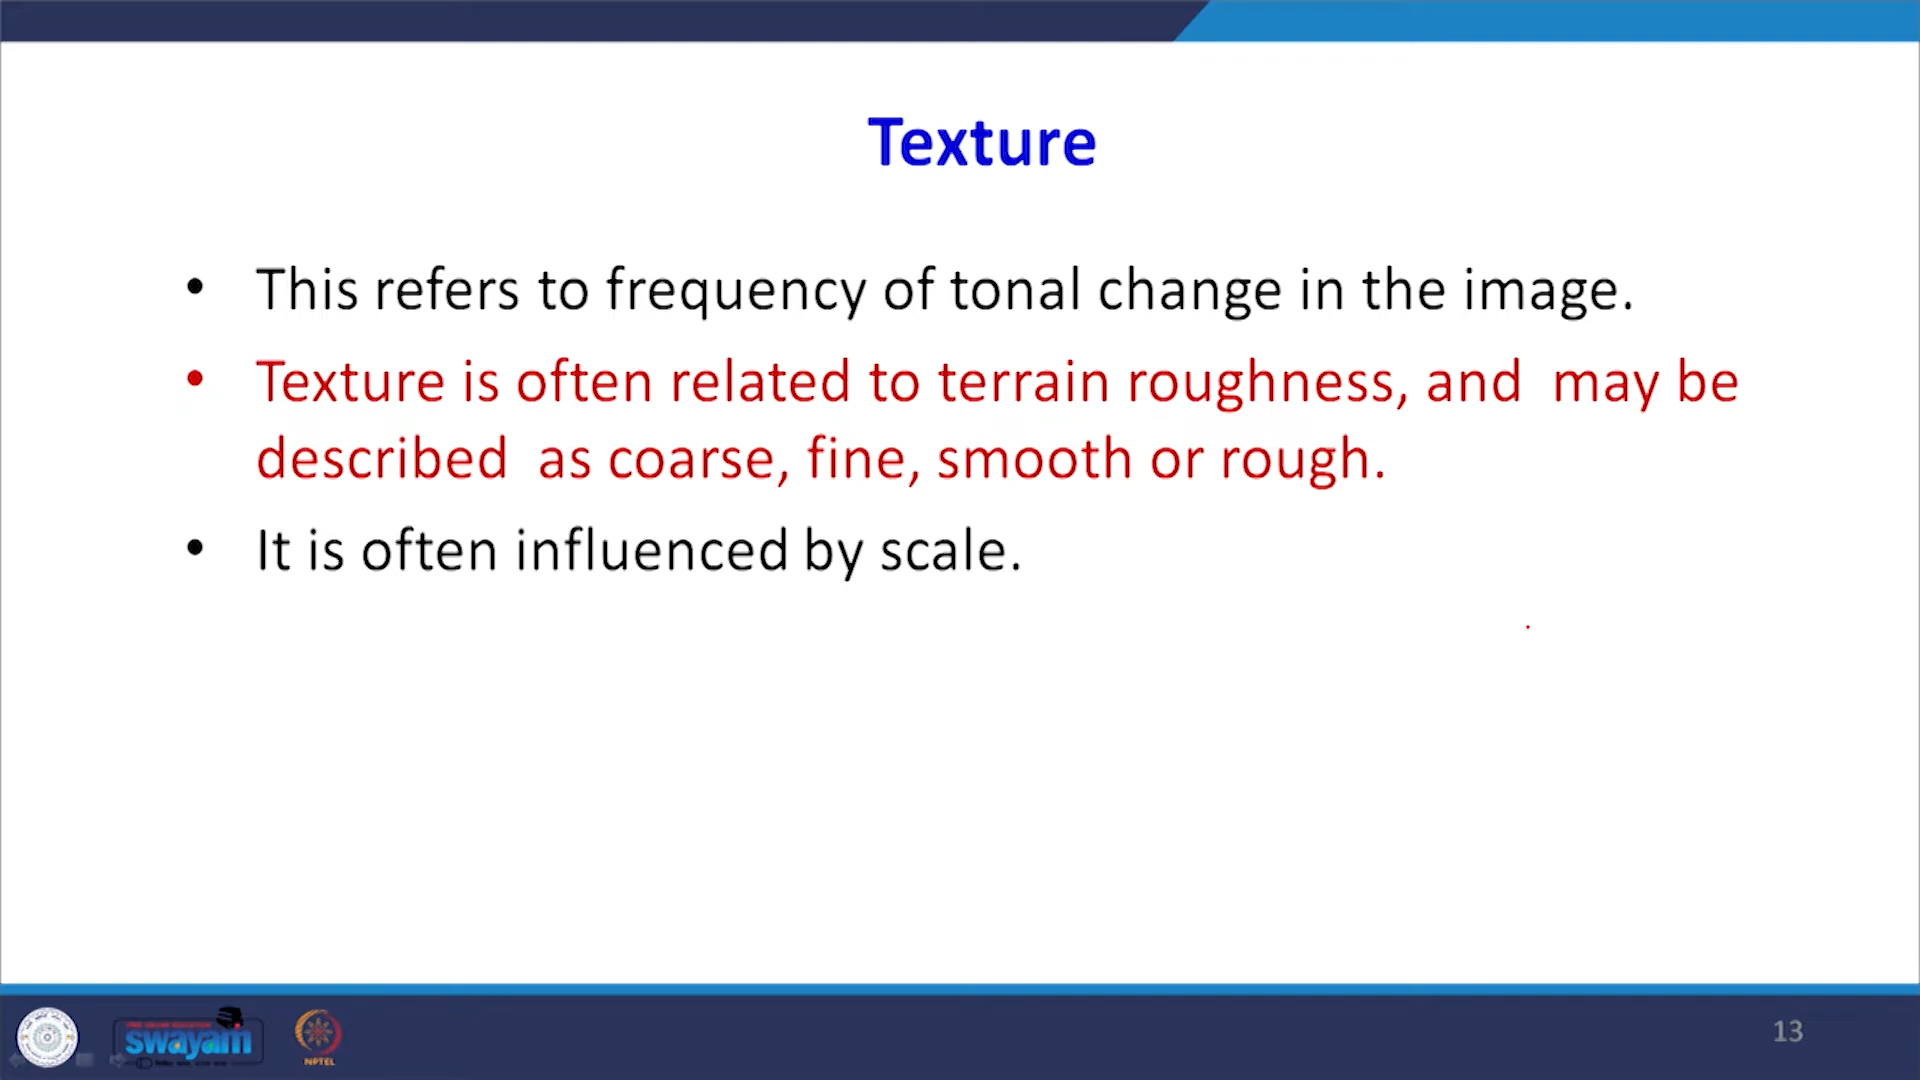 Texture
• This refers to frequency of tonal change in the image.
• Texture is often related to terrain roughness, and may be
described as coarse, fine, smooth or rough.
• It is often influenced by scale.
swayam
NPTEL
13